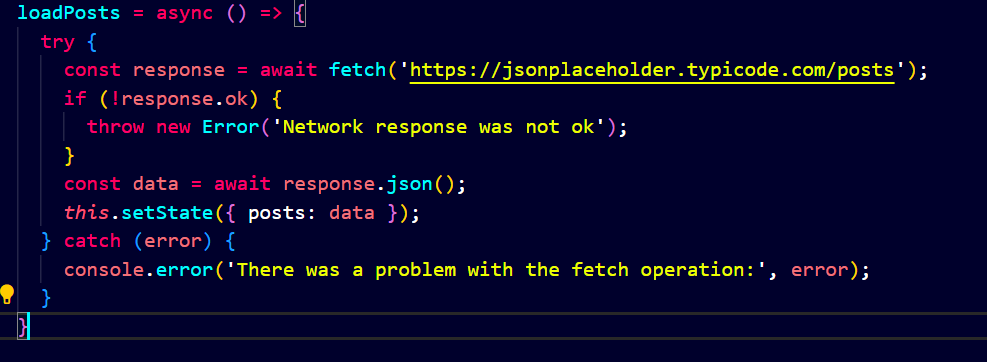 loadPosts = async () => {
try {
const response = await fetch('https://jsonplaceholder.typicode.com/posts');
if (!response.ok) {
throw new Error('Network response was not ok');
}
const data = await response.json();
this.setState({ posts: data });
} catch (error) {
console.error('There was a problem with the fetch operation:', error);
}
}